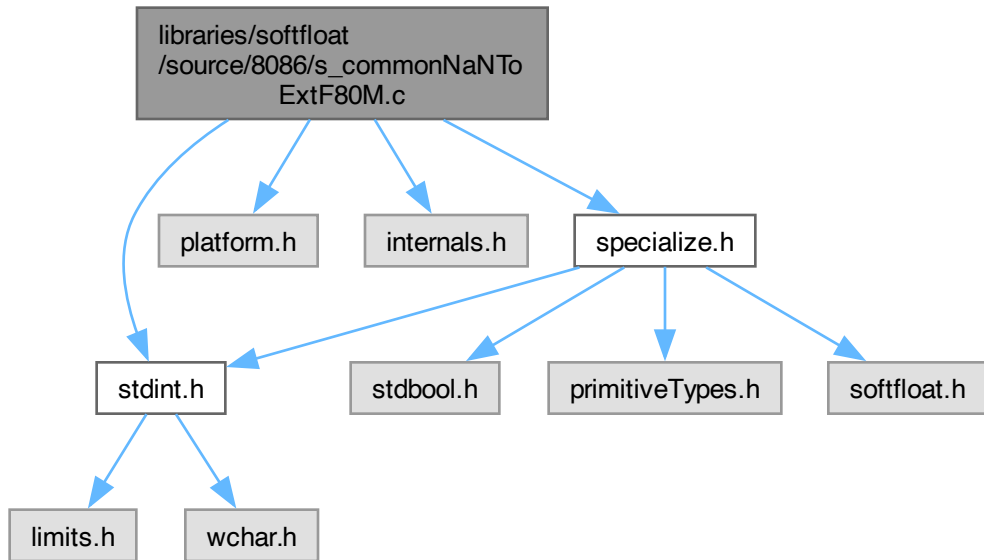 libraries/softfloat
/source/8086/s_commonNaNTo
ExtF80M.c
platform.h
internals.h
specialize.h
stdint.h
stdbool.h
primitiveTypes.h
softfloat.h
limits.h
wchar.h